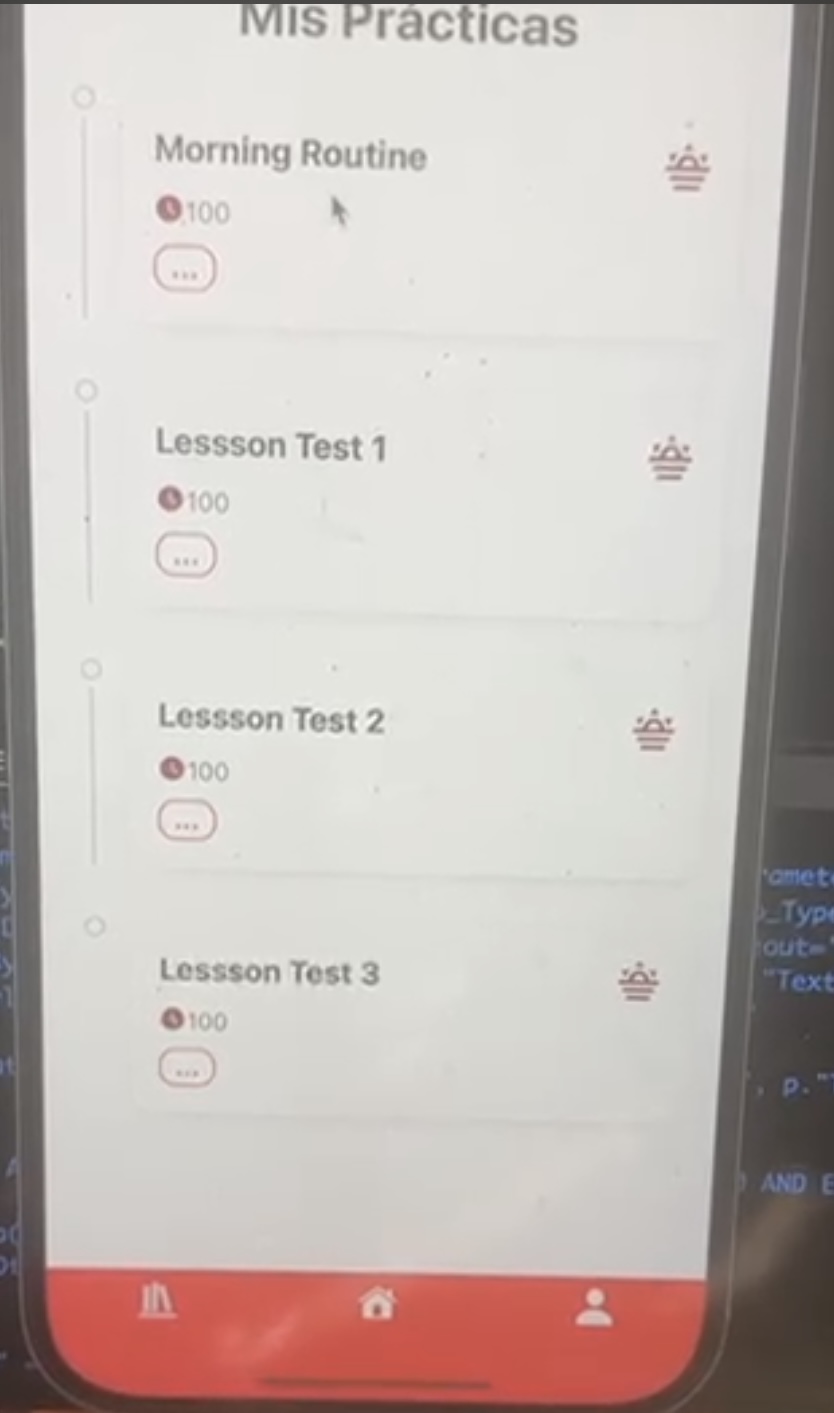 Mis Prácticas
Morning Routine
100
...
Lessson Test 1
100
...
Lessson Test 2
100
...
_Type
out="
"Text
Lessson Test 3
100
...
, p."
AND E